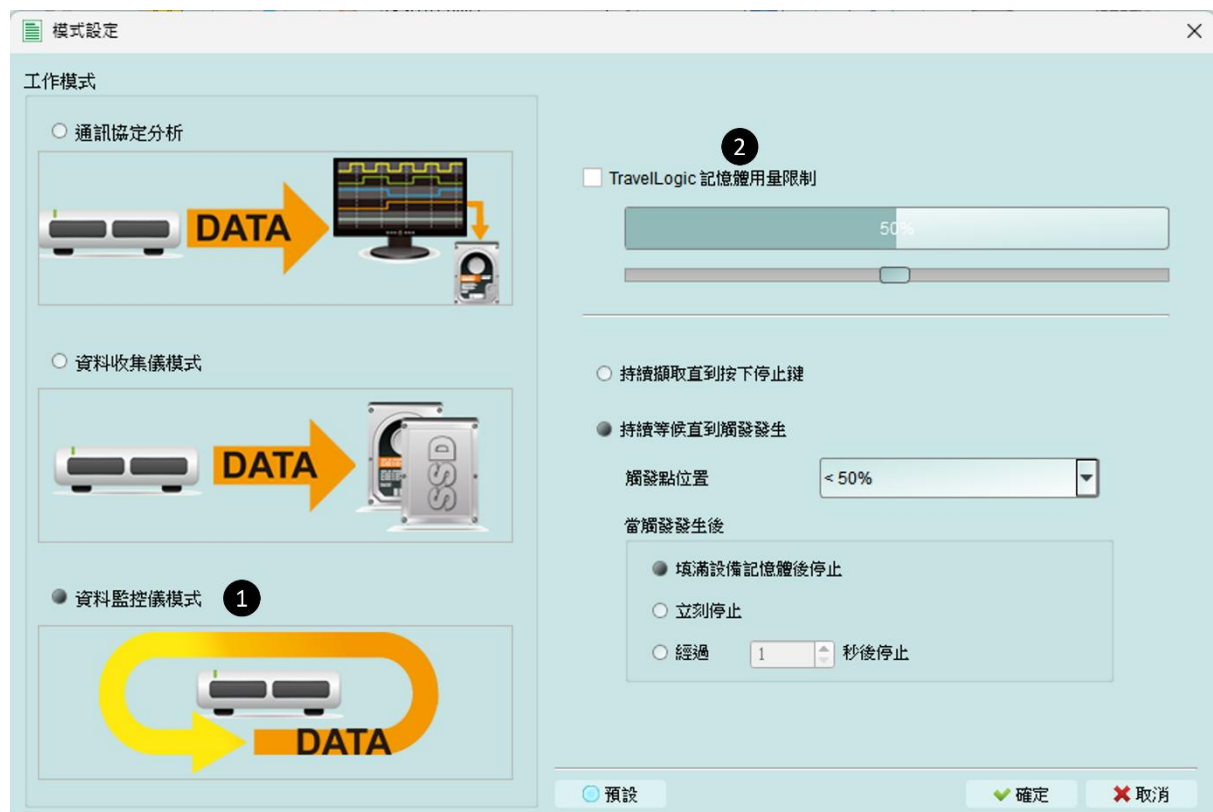 模式設定
工作模式
通訊協定分析
DATA
資料收集儀模式
DATA
SSD
資料監控儀模式 1
DATA
2
TravelLogic 記憶體用量限制
50%
持續擷取直到按下停止鍵
持續等候直到觸發發生
觸發點位置 < 50%
當觸發發生後
填滿設備記憶體後停止
立刻停止
經過 1 秒後停止
預設 確定 取消